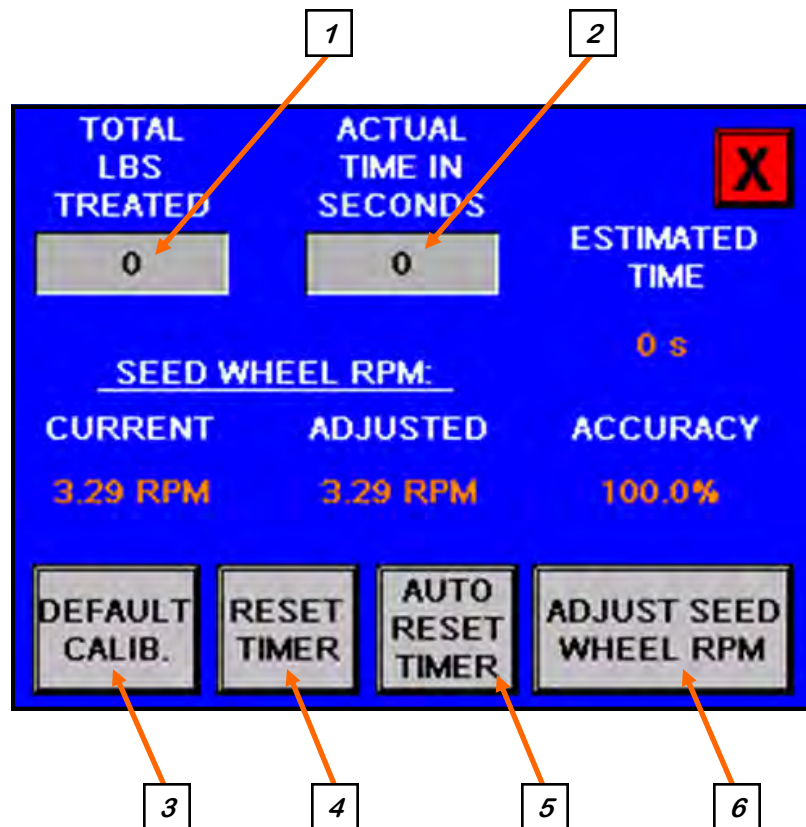 1 2
TOTAL
LBS
TREATED
ACTUAL
TIME IN
SECONDS
X
0
0
ESTIMATED
TIME
0 s
SEED WHEEL RPM:
CURRENT
ADJUSTED
ACCURACY
3.29 RPM
3.29 RPM
100.0%
DEFAULT
CALIB.
RESET
TIMER
AUTO
RESET
TIMER
ADJUST SEED
WHEEL RPM
3 4 5 6